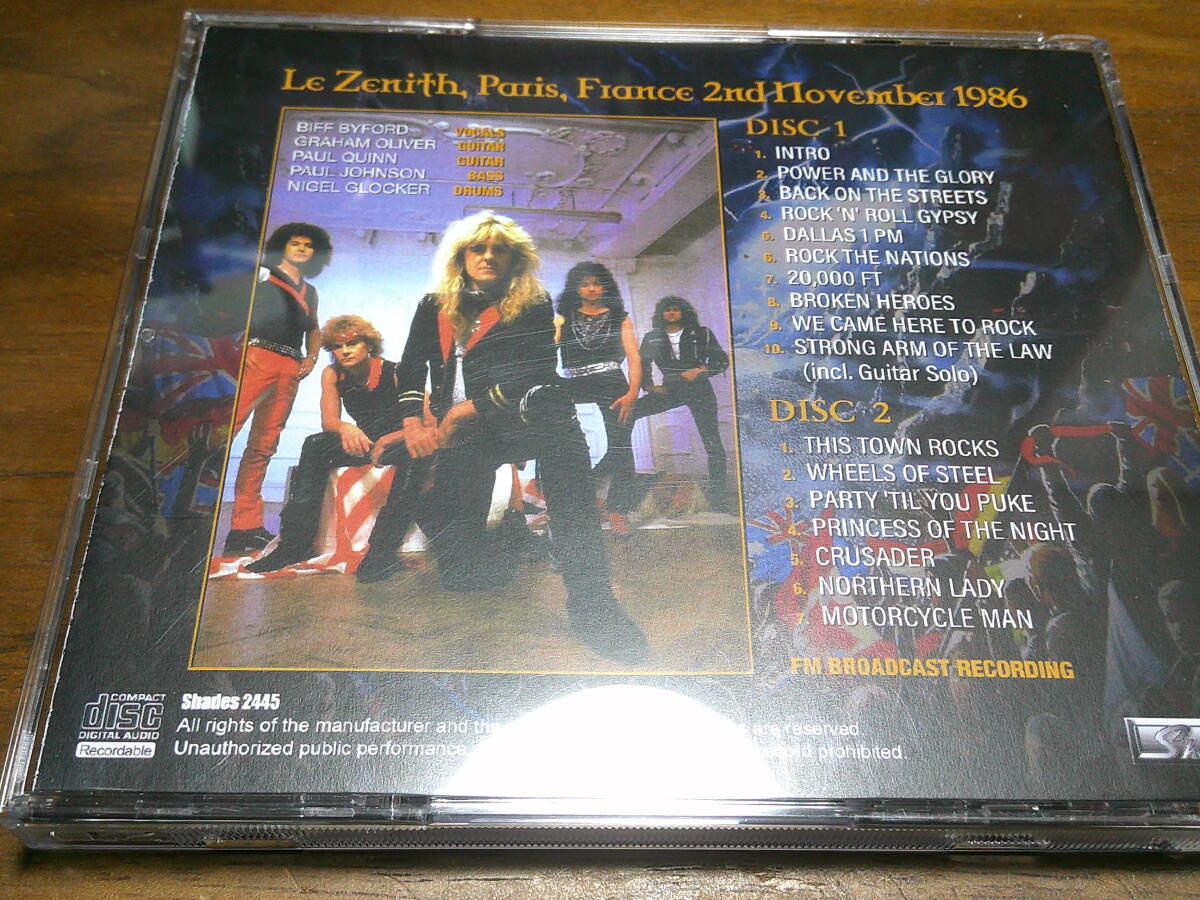 Le Zenith, Paris, France 2nd November 1986
BIFF BYFORD VOCALS
GRAHAM OLIVER GUITAR
PAUL QUINN GUITAR
PAUL JOHNSON BASS
NIGEL GLOCKER DRUMS
DISC 1
1. INTRO
2. POWER AND THE GLORY
3. BACK ON THE STREETS
4. ROCK 'N' ROLL GYPSY
5. DALLAS 1 PM
6. ROCK THE NATIONS
7. 20,000 FT
8. BROKEN HEROES
9. WE CAME HERE TO ROCK
10. STRONG ARM OF THE LAW
(incl. Guitar Solo)
DISC 2
1. THIS TOWN ROCKS
2. WHEELS OF STEEL
3. PARTY 'TIL YOU PUKE
4. PRINCESS OF THE NIGHT
5. CRUSADER
6. NORTHERN LADY
7. MOTORCYCLE MAN
FM BROADCAST RECORDING
COMPACT
disc
DIGITAL AUDIO
Recordable
Shades 2445
All rights of the manufacturer and the are reserved
Unauthorized public performance prohibited.